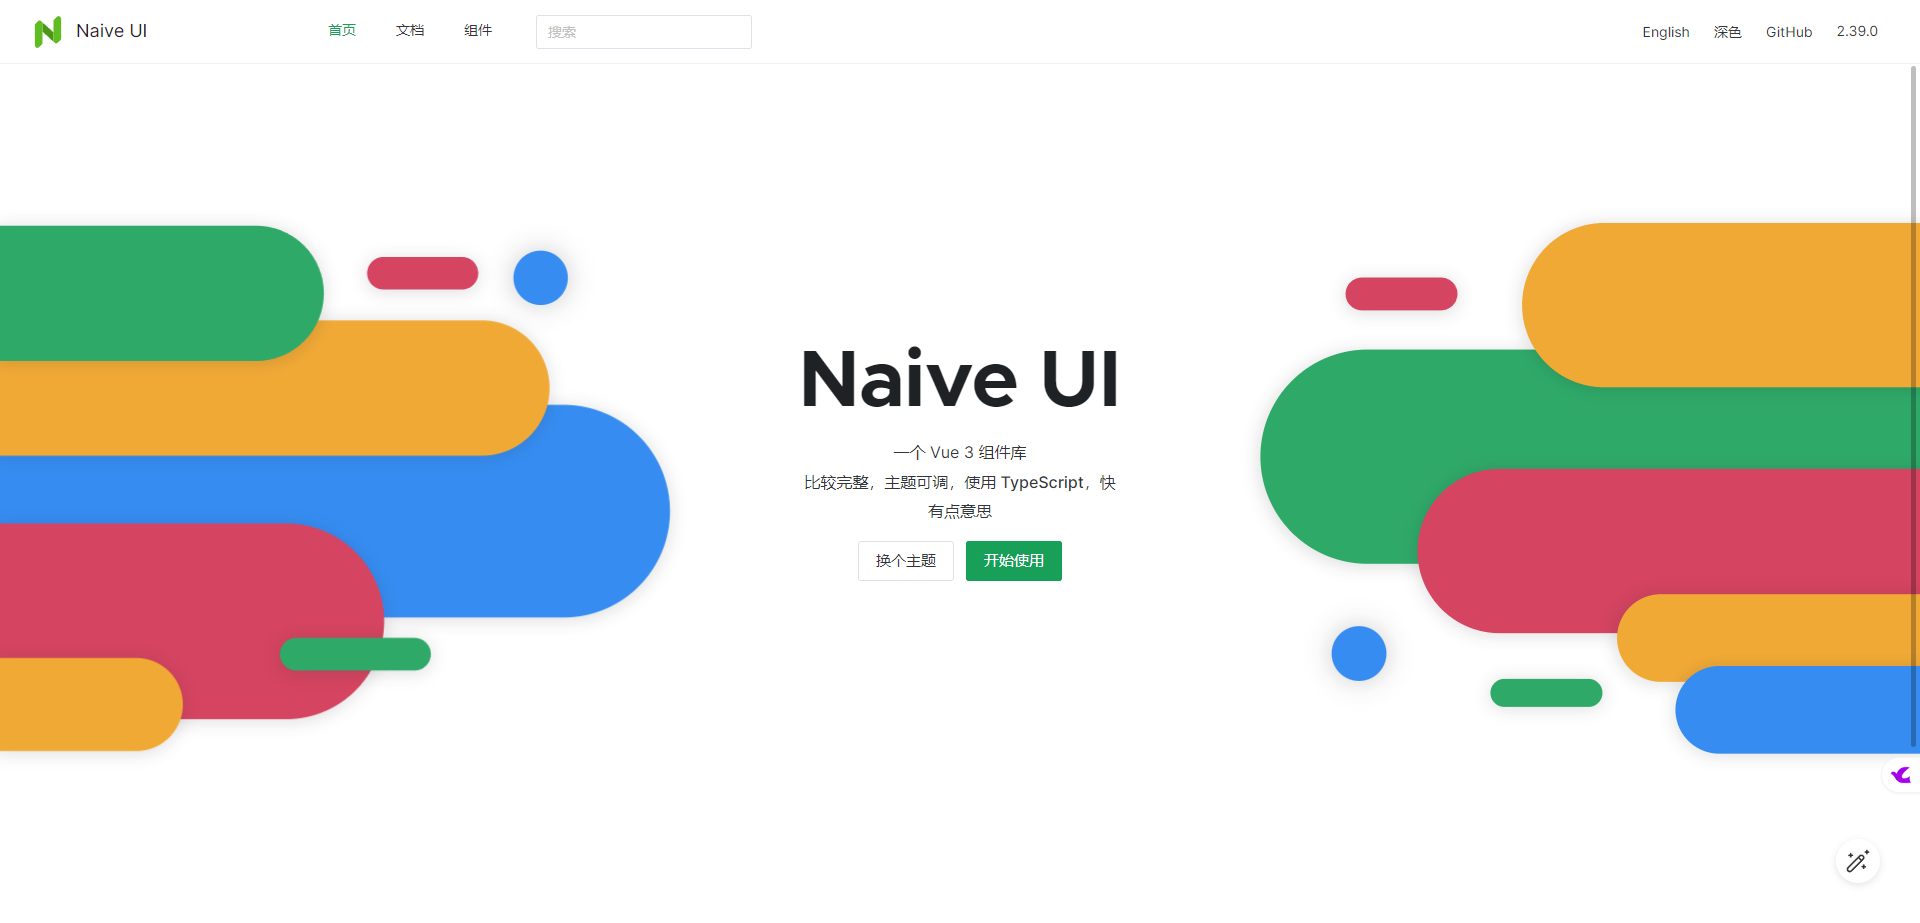 Naive UI
首页
文档
组件
搜索
English
深色
GitHub
2.39.0
Naive UI
一个 Vue 3 组件库
比较完整，主题可调，使用 TypeScript，快
有点意思
换个主题
开始使用